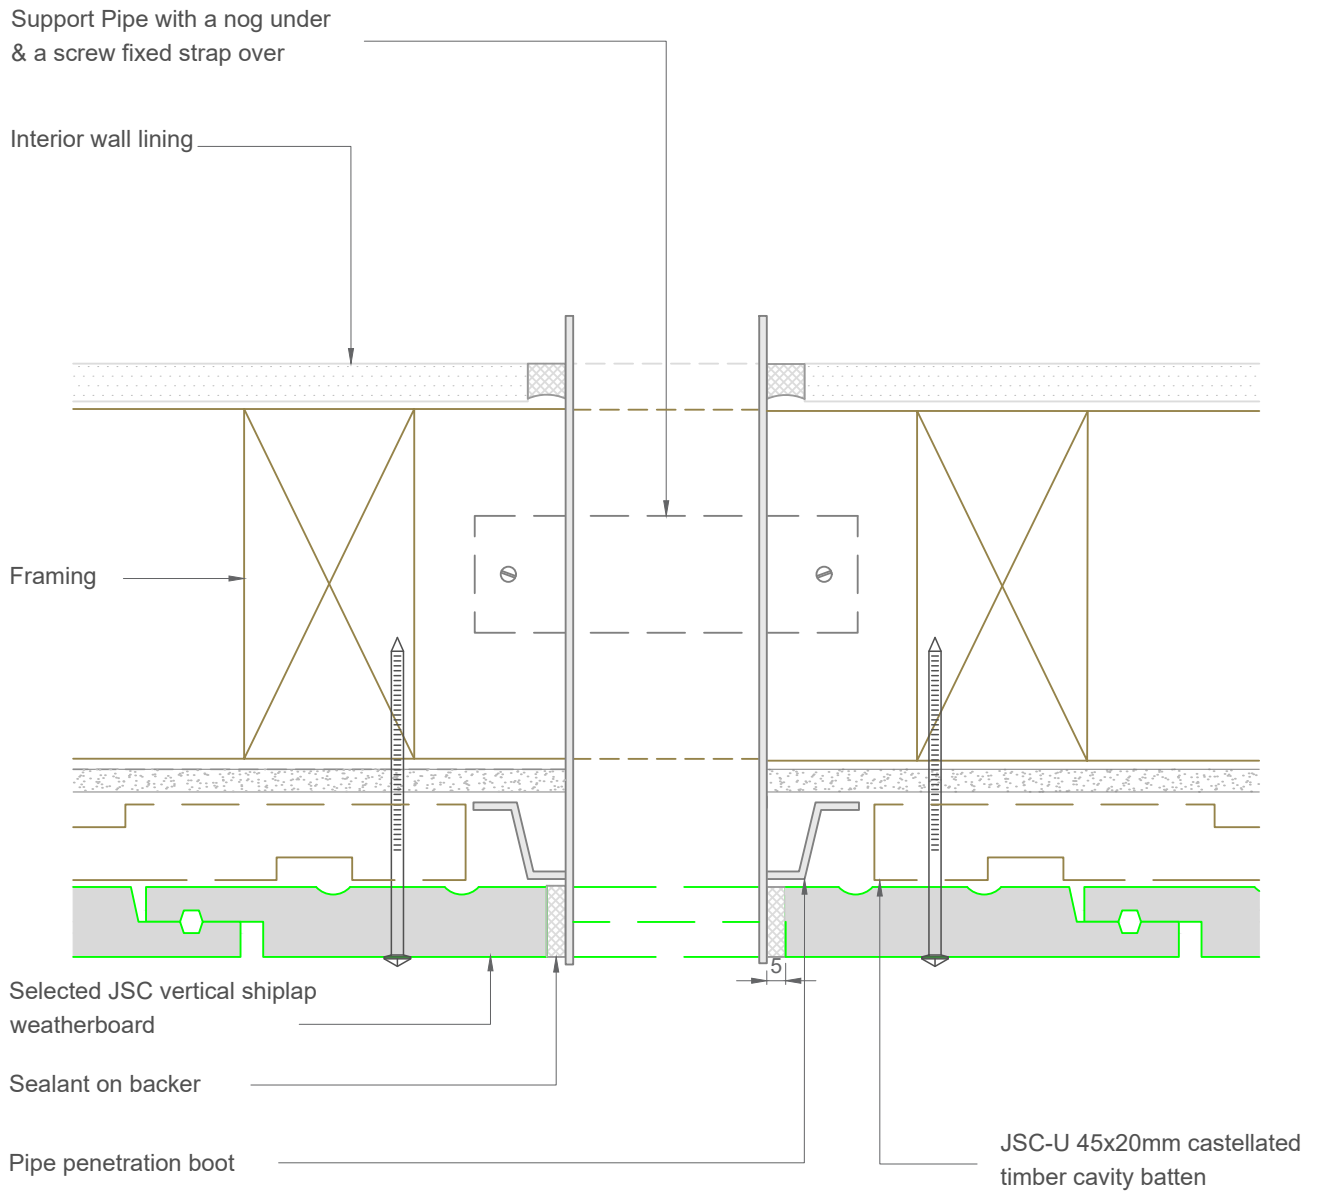 Support Pipe with a nog under
& a screw fixed strap over
Interior wall lining
Framing
5
Selected JSC vertical shiplap
weatherboard
Sealant on backer
Pipe penetration boot
JSC-U 45x20mm castellated
timber cavity batten